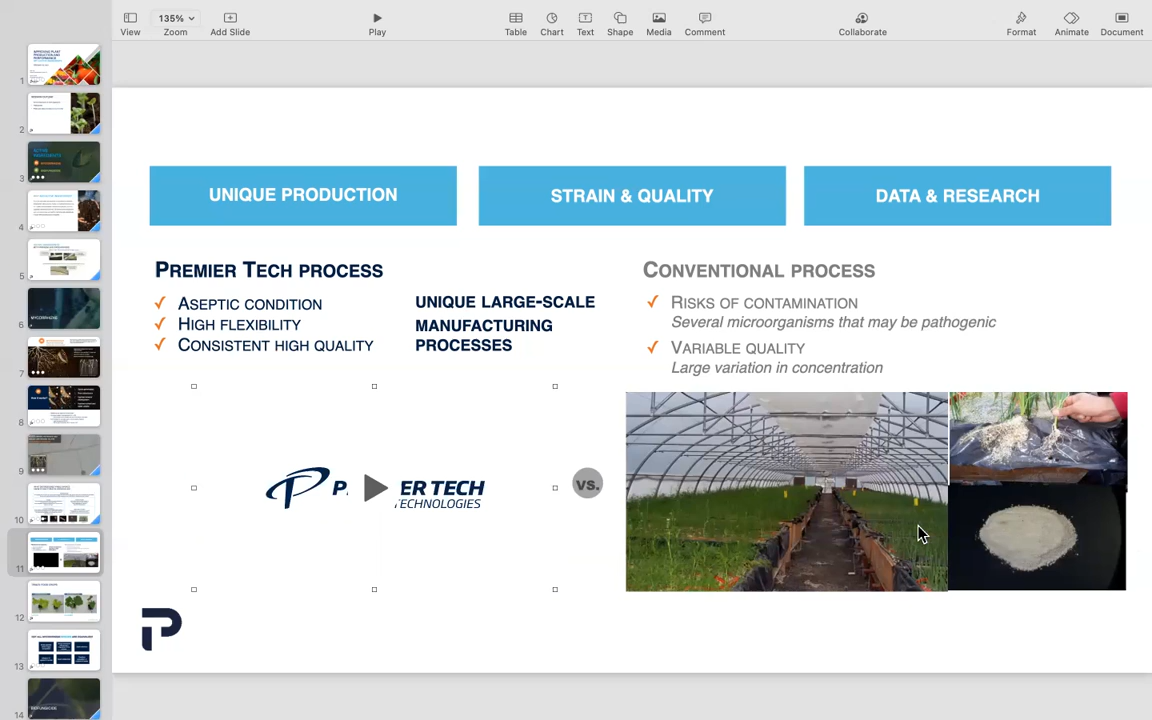 135%
View
Zoom
Add Slide
Play
Table
Chart
Text
Shape
Media
Comment
Collaborate
Format
Animate
Document
1
2
3
4
5
6
7
8
9
10
11
12
13
14
UNIQUE PRODUCTION
STRAIN & QUALITY
DATA & RESEARCH
PREMIER TECH PROCESS
✓ ASEPTIC CONDITION
✓ HIGH FLEXIBILITY
✓ CONSISTENT HIGH QUALITY
UNIQUE LARGE-SCALE
MANUFACTURING
PROCESSES
CONVENTIONAL PROCESS
✓ RISKS OF CONTAMINATION
Several microorganisms that may be pathogenic
✓ VARIABLE QUALITY
Large variation in concentration
P ER TECH
TECHNOLOGIES
VS.